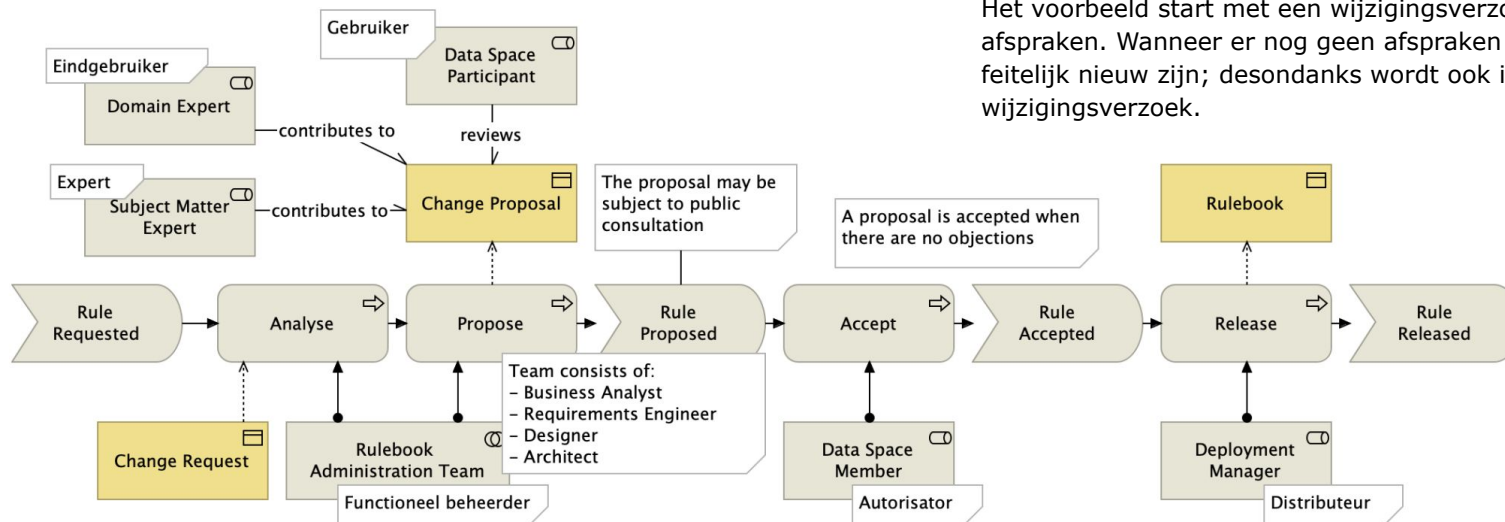 Het voorbeeld start met een wijzigingsverzo
afspraken. Wanneer er nog geen afspraken
feitelijk nieuw zijn; desondanks wordt ook i
wijzigingsverzoek.
Gebruiker
Data Space
Participant
Eindgebruiker
Domain Expert
contributes to
reviews
Expert
Subject Matter
Expert
contributes to
Change Proposal
The proposal may be
subject to public
consultation
A proposal is accepted when
there are no objections
Rulebook
Rule
Requested
Analyse
Propose
Rule
Proposed
Accept
Rule
Accepted
Release
Rule
Released
Team consists of:
– Business Analyst
– Requirements Engineer
– Designer
– Architect
Change Request
Rulebook
Administration Team
Functioneel beheerder
Data Space
Member
Autorisator
Deployment
Manager
Distributeur